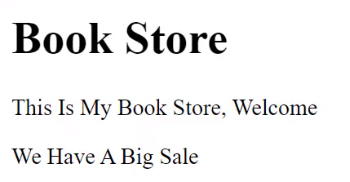 Book Store
This Is My Book Store, Welcome
We Have A Big Sale